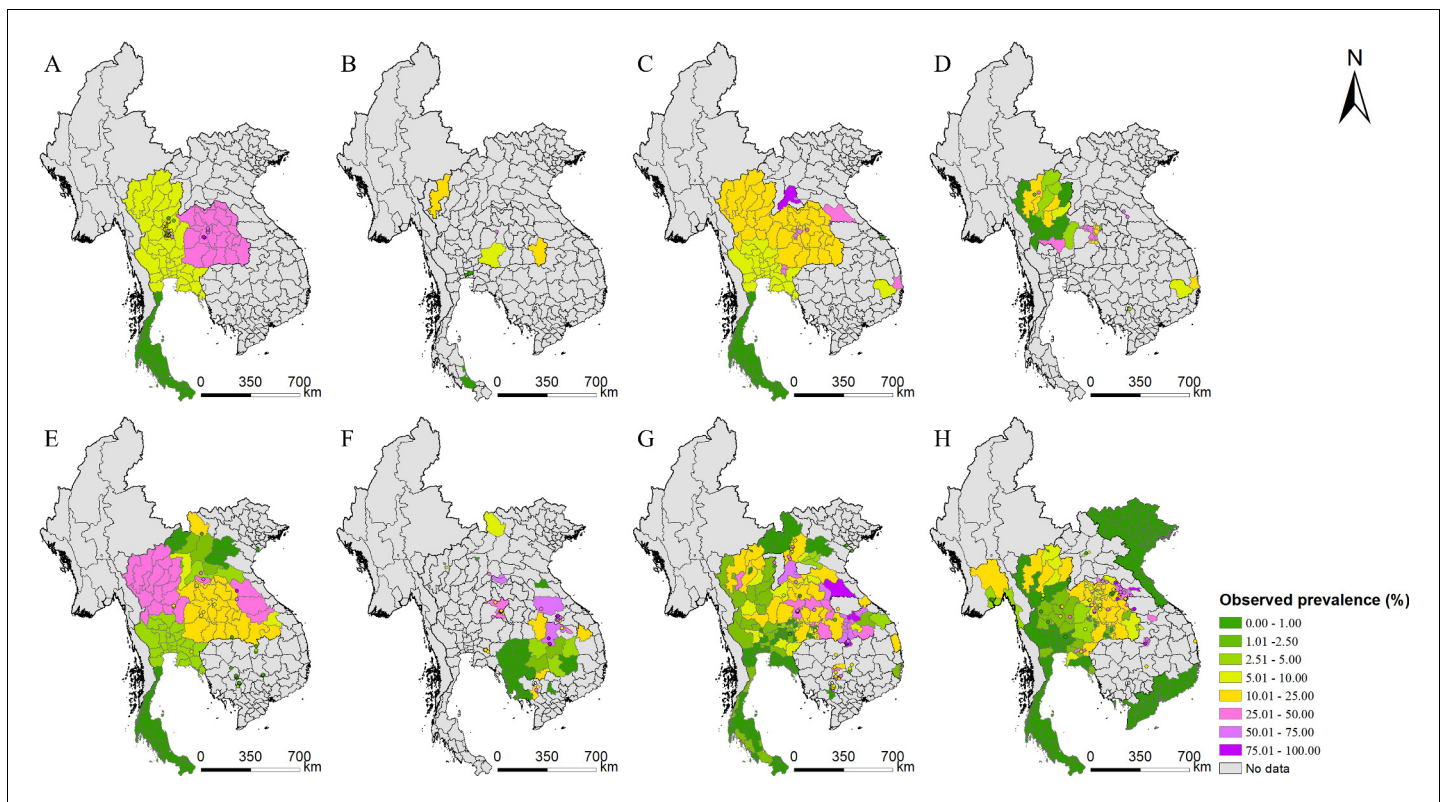 A
B
C
D
N
0 350 700
km
0 350 700
km
0 350 700
km
0 350 700
km
E
F
G
H
Observed prevalence (%)
0.00 - 1.00
1.01 -2.50
2.51 - 5.00
5.01 - 10.00
10.01 - 25.00
25.01 - 50.00
50.01 - 75.00
75.01 - 100.00
No data
0 350 700
km
0 350 700
km
0 350 700
km
0 350 700
km